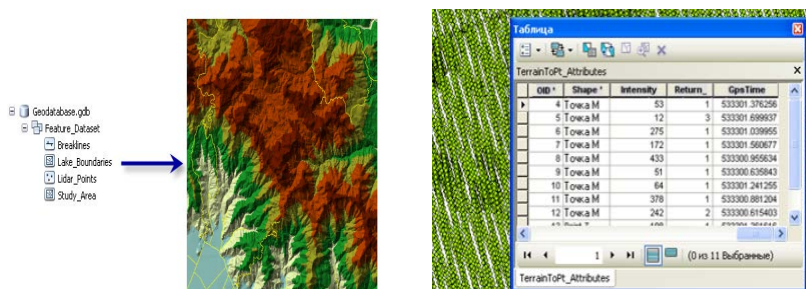 Geodatabase.gdb
Feature_Dataset
Breaklines
Lake_Boundaries
Lidar_Points
Study_Area
Таблица
TerrainToPt_Attributes
OID * Shape * Intensity Return_ GpsTime
4 Точка M 53 1 533301.376256
5 Точка M 12 3 533301.699937
6 Точка M 275 1 533301.039955
7 Точка M 172 1 533301.560677
8 Точка M 433 1 533300.955634
9 Точка M 51 1 533300.635843
10 Точка M 64 1 533301.241255
11 Точка M 378 1 533300.881204
12 Точка M 242 2 533300.615403
1 (0 из 11 Выбранные)
TerrainToPt_Attributes